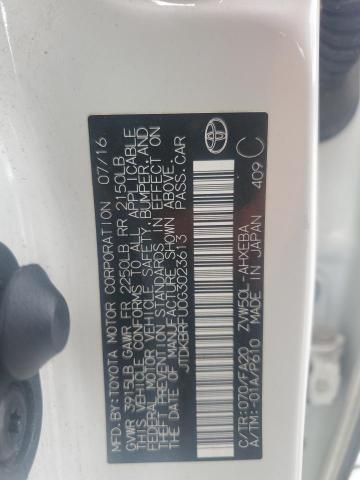 MFD.BY:TOYOTA MOTOR CORPORATION 07/16
GVWR 3915LB GAWR FR 2250LB RR 2150LB
THIS VEHICLE CONFORMS TO ALL APPLICABLE
FEDERAL MOTOR VEHICLE SAFETY, BUMPER,AND
THEFT PREVENTION STANDARDS IN EFFECT ON
THE DATE OF MANUFACTURE SHOWN ABOVE.
JTDKBRFU0G3023613 PASS.CAR
C/TR:070/FA20 ZVW50L-AHXEBA
A/TM:-01A/P610 MADE IN JAPAN 409 C
TOYOTA